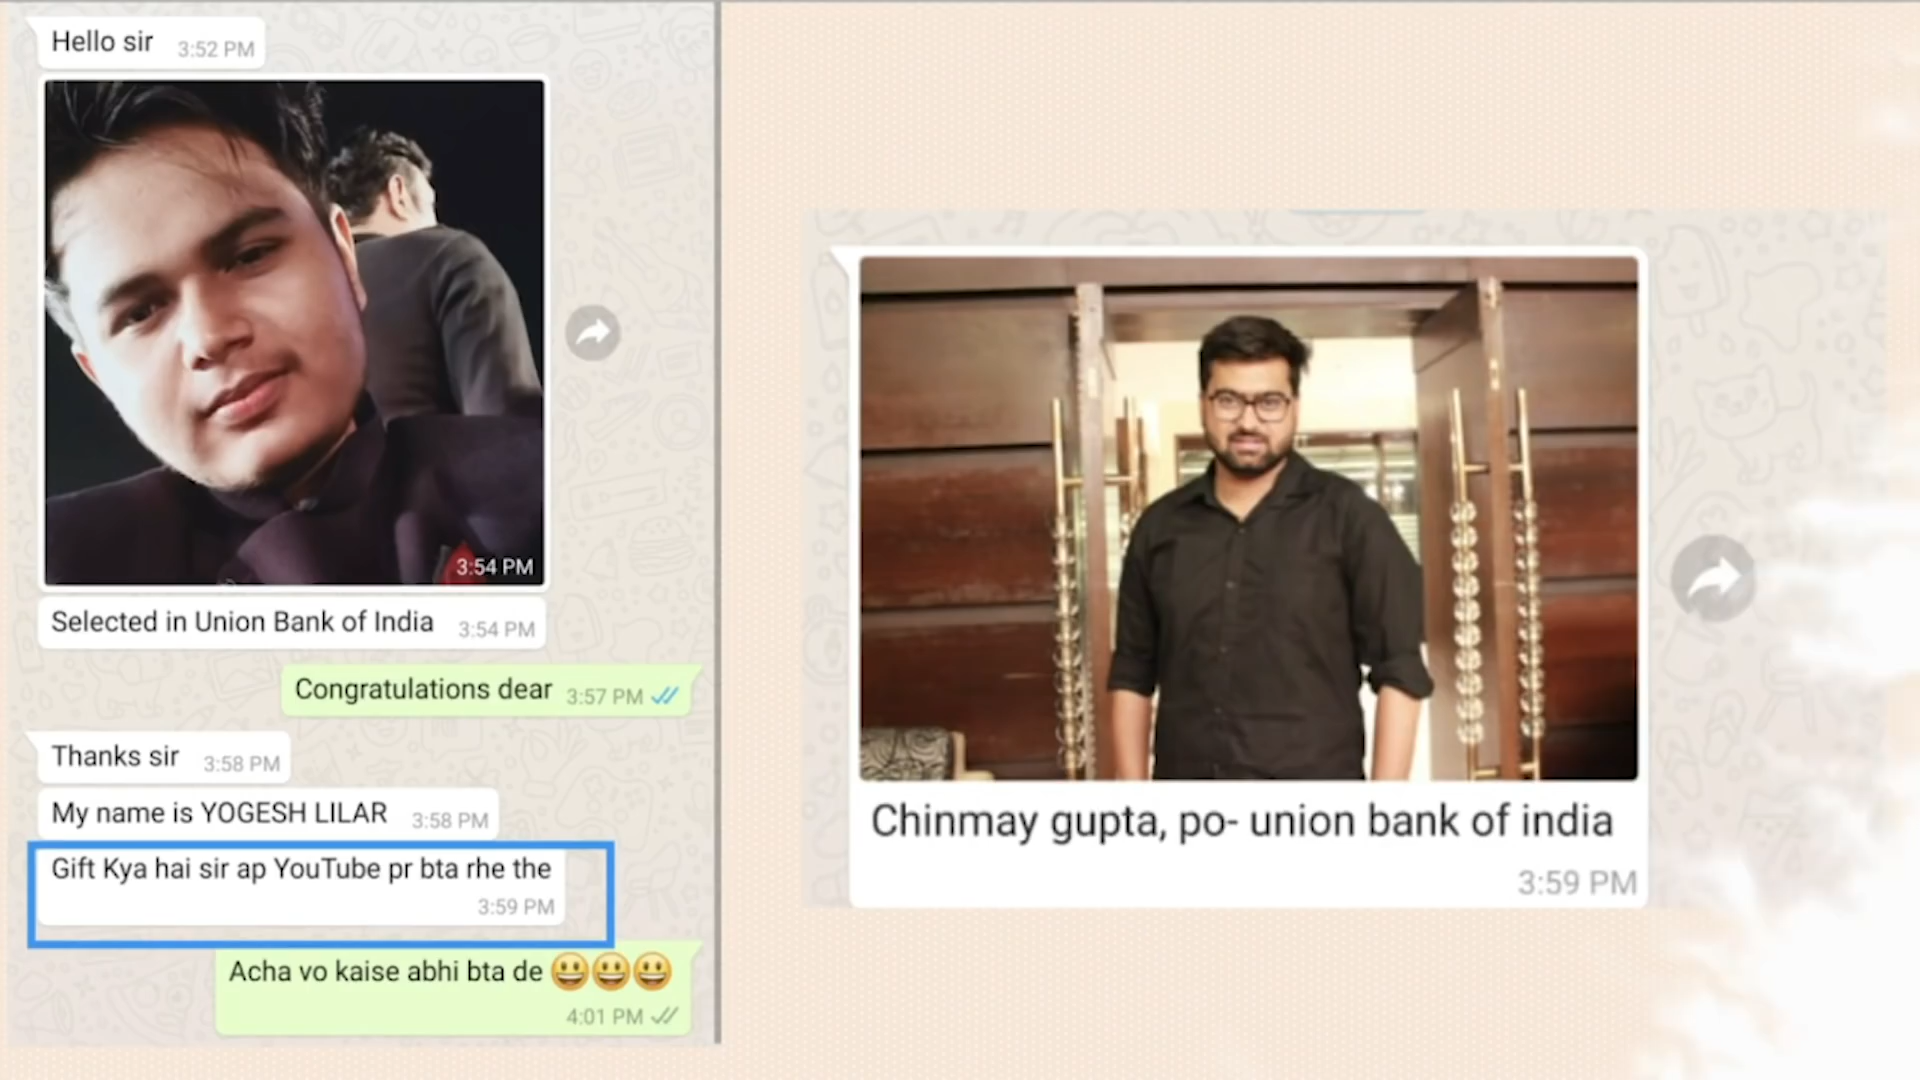 Hello sir 3:52 PM
3:54 PM
Selected in Union Bank of India 3:54 PM
Congratulations dear 3:57 PM
Thanks sir 3:58 PM
My name is YOGESH LILAR 3:58 PM
Gift Kya hai sir ap YouTube pr bta rhe the
3:59 PM
Acha vo kaise abhi bta de 😀😀😀
4:01 PM
Chinmay gupta, po- union bank of india
3:59 PM